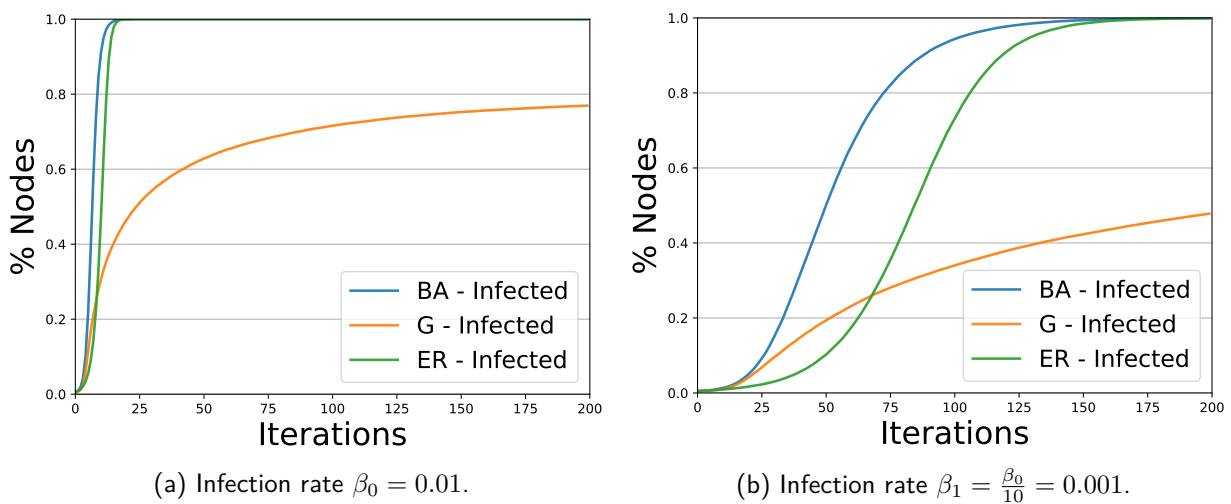 1.0
0.8
0.6
0.4
0.2
0.0
% Nodes
0 25 50 75 100 125 150 175 200
Iterations
BA - Infected
G - Infected
ER - Infected
(a) Infection rate β₀ = 0.01.
1.0
0.8
0.6
0.4
0.2
0.0
% Nodes
0 25 50 75 100 125 150 175 200
Iterations
BA - Infected
G - Infected
ER - Infected
(b) Infection rate β₁ = β₀/10 = 0.001.